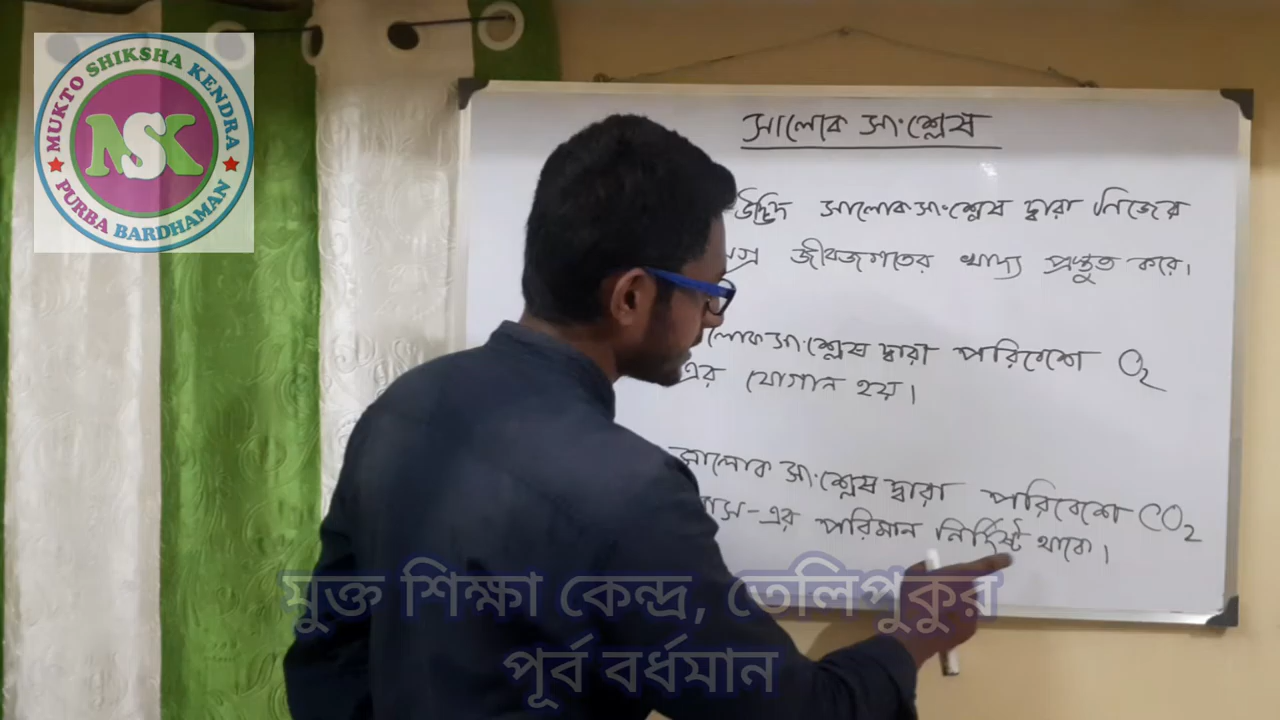 MUKTO SHIKSHA KENDRA
NSK
PURBA BARDHAMAN
সালোক সংশ্লেষ
উদ্ভিদ সালোকসংশ্লেষ দ্বারা নিজের
জীবজগতের খাদ্য প্রস্তুত করে।
লোকসংশ্লেষ দ্বারা পরিবেশে O₂
এর যোগান হয়।
সালোক সংশ্লেষ দ্বারা পরিবেশে CO₂
এর পরিমান নির্দিষ্ট থাকে।
মুক্ত শিক্ষা কেন্দ্র, তেলিপুকুর
পূর্ব বর্ধমান